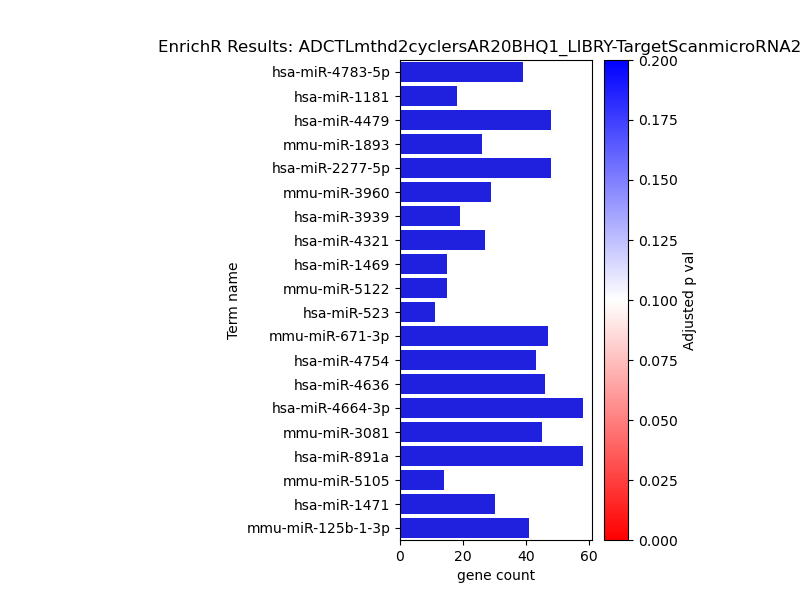 EnrichR Results: ADCTLmthd2cyclersAR20BHQ1_LIBRY-TargetScanmicroRNA2
Term name
hsa-miR-4783-5p
hsa-miR-1181
hsa-miR-4479
mmu-miR-1893
hsa-miR-2277-5p
mmu-miR-3960
hsa-miR-3939
hsa-miR-4321
hsa-miR-1469
mmu-miR-5122
hsa-miR-523
mmu-miR-671-3p
hsa-miR-4754
hsa-miR-4636
hsa-miR-4664-3p
mmu-miR-3081
hsa-miR-891a
mmu-miR-5105
hsa-miR-1471
mmu-miR-125b-1-3p
0 20 40 60
gene count
0.200
0.175
0.150
0.125
0.100
0.075
0.050
0.025
0.000
Adjusted p val